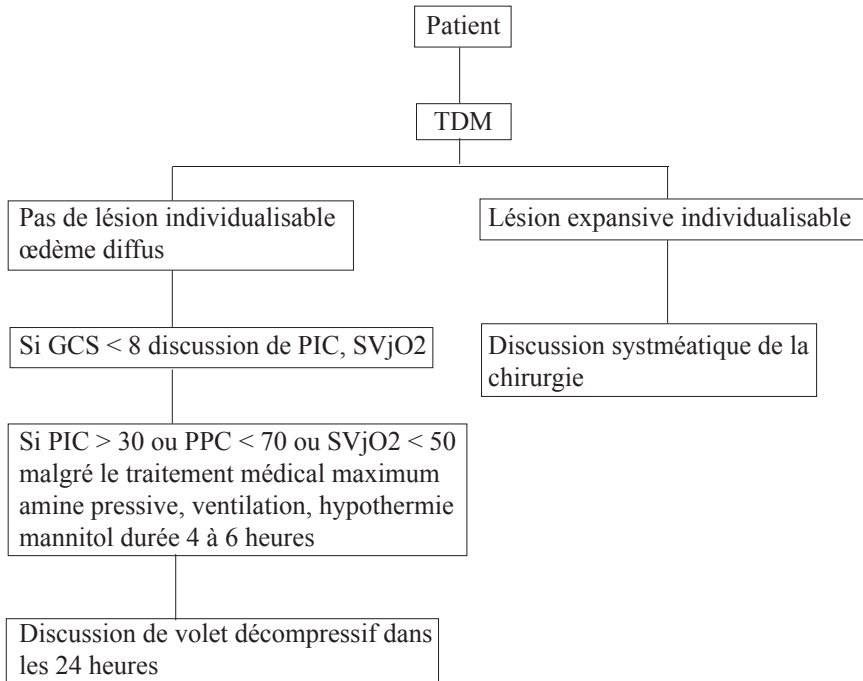 Patient
TDM
Pas de lésion individualisable
œdème diffus
Lésion expansive individualisable
Si GCS < 8 discussion de PIC, SVjO2
Discussion systméatique de la
chirurgie
Si PIC > 30 ou PPC < 70 ou SVjO2 < 50
malgré le traitement médical maximum
amine pressive, ventilation, hypothermie
mannitol durée 4 à 6 heures
Discussion de volet décompressif dans
les 24 heures